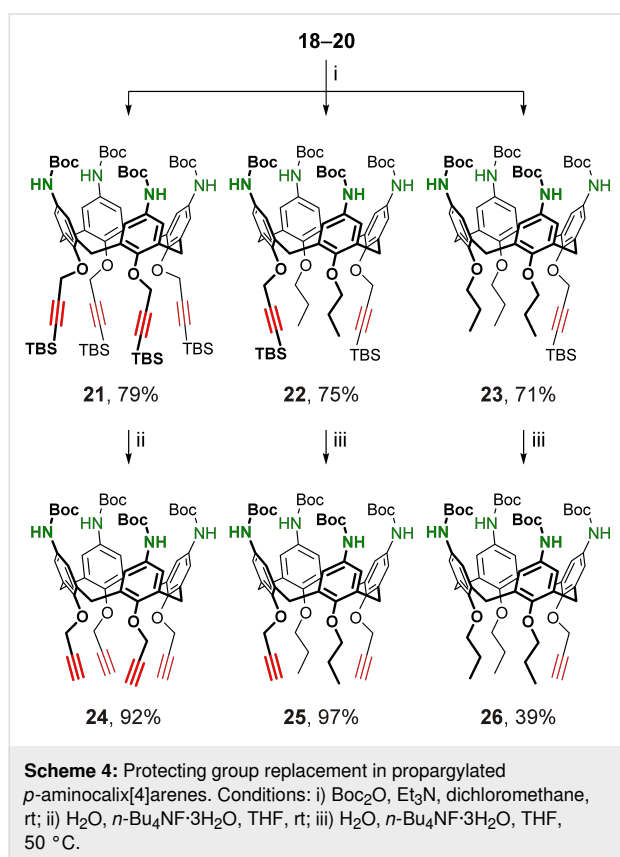 18–20
i
Boc Boc Boc Boc Boc Boc Boc Boc Boc Boc Boc Boc
HN HN NH NH HN HN NH NH HN HN NH NH
O O O O O O O O O O O O
TBS TBS TBS TBS TBS TBS TBS
21, 79% 22, 75% 23, 71%
ii iii iii
Boc Boc Boc Boc Boc Boc Boc Boc Boc Boc Boc Boc
HN HN NH NH HN HN NH NH HN HN NH NH
O O O O O O O O O O O O
24, 92% 25, 97% 26, 39%
Scheme 4: Protecting group replacement in propargylated
p-aminocalix[4]arenes. Conditions: i) Boc₂O, Et₃N, dichloromethane,
rt; ii) H₂O, n-Bu₄NF·3H₂O, THF, rt; iii) H₂O, n-Bu₄NF·3H₂O, THF,
50 °C.